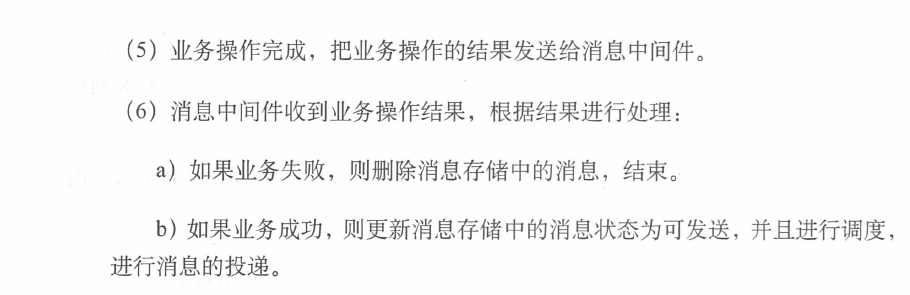 （5）业务操作完成，把业务操作的结果发送给消息中间件。
（6）消息中间件收到业务操作结果，根据结果进行处理：
a）如果业务失败，则删除消息存储中的消息，结束。
b）如果业务成功，则更新消息存储中的消息状态为可发送，并且进行调度，
进行消息的投递。